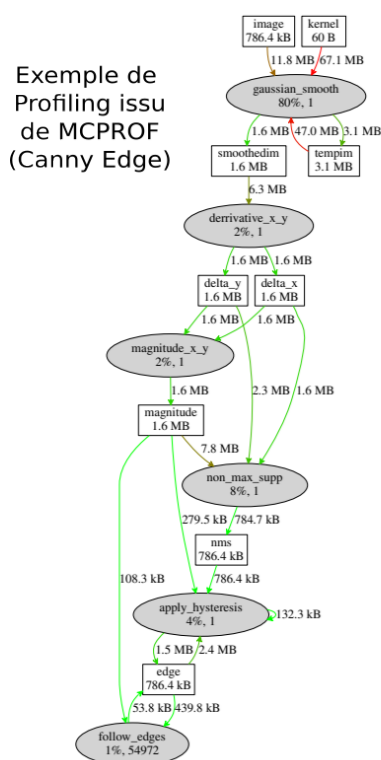 Exemple de
Profiling issu
de MCPROF
(Canny Edge)
image
786.4 kB
kernel
60 B
11.8 MB
67.1 MB
gaussian_smooth
80%, 1
1.6 MB
47.0 MB
3.1 MB
smoothedim
1.6 MB
tempim
3.1 MB
6.3 MB
derrivative_x_y
2%, 1
1.6 MB
1.6 MB
delta_y
1.6 MB
delta_x
1.6 MB
1.6 MB
1.6 MB
magnitude_x_y
2%, 1
1.6 MB
2.3 MB
1.6 MB
magnitude
1.6 MB
7.8 MB
non_max_supp
8%, 1
279.5 kB
784.7 kB
nms
786.4 kB
108.3 kB
786.4 kB
apply_hysteresis
4%, 1
132.3 kB
1.5 MB
2.4 MB
edge
786.4 kB
53.8 kB
439.8 kB
follow_edges
1%, 54972